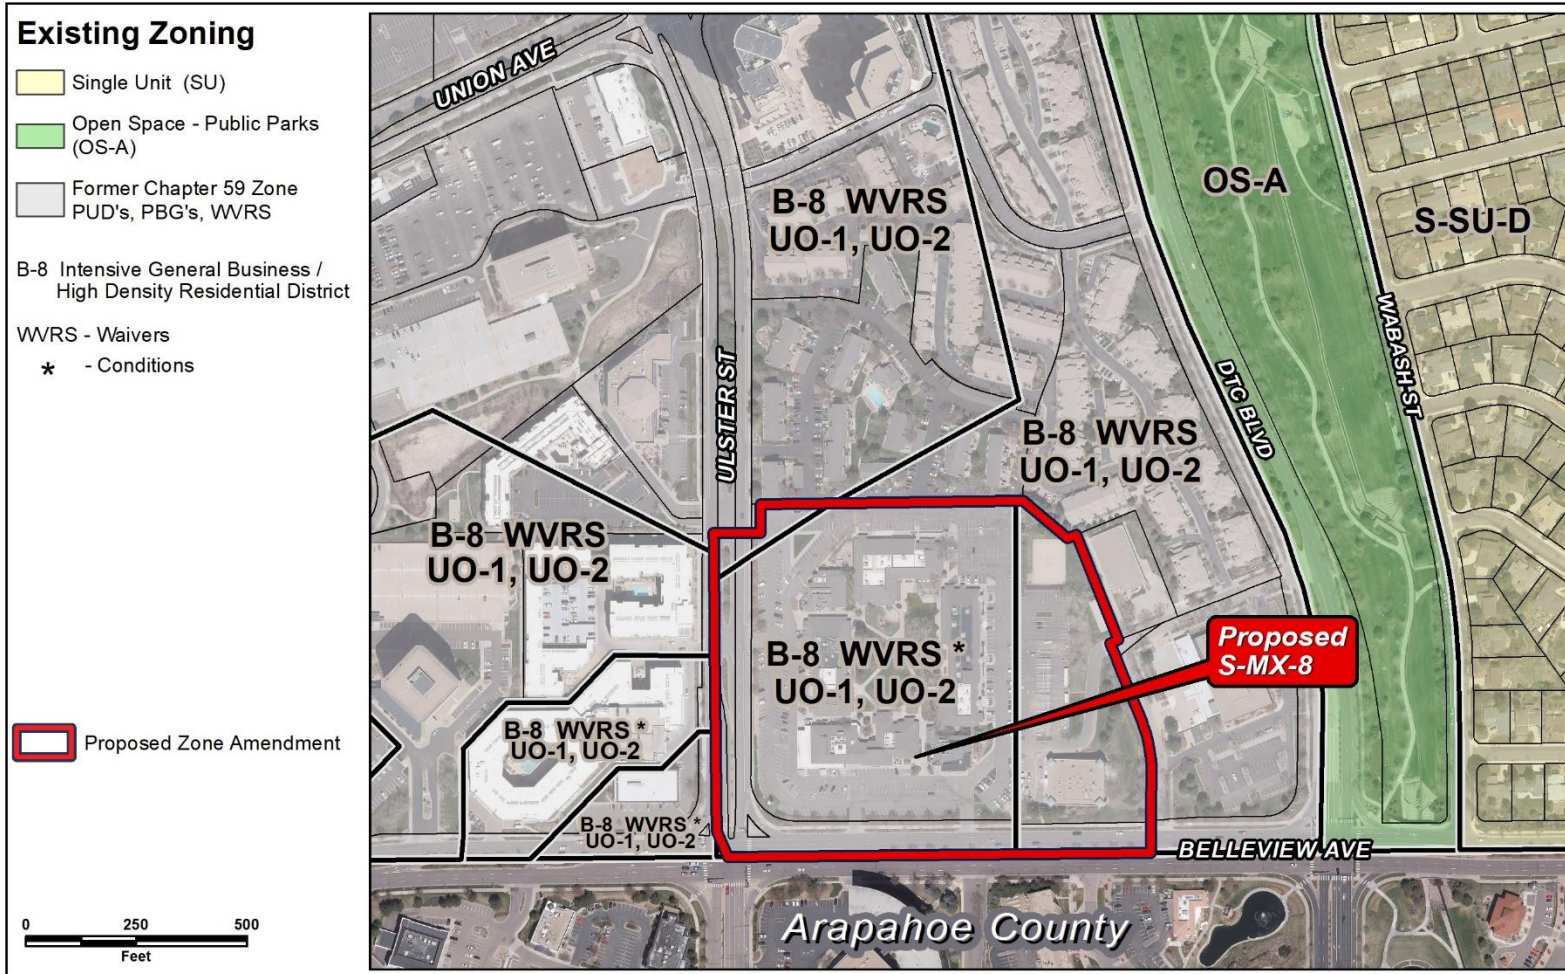 Existing Zoning
Single Unit (SU)
Open Space - Public Parks
(OS-A)
Former Chapter 59 Zone
PUD's, PBG's, WVRS
B-8 Intensive General Business /
High Density Residential District
WVRS - Waivers
* - Conditions
Proposed Zone Amendment
0 250 500
Feet
UNION AVE
B-8 WVRS
UO-1, UO-2
OS-A
S-SU-D
WABASH ST
DTC BLVD
ULSTER ST
B-8 WVRS
UO-1, UO-2
B-8 WVRS
UO-1, UO-2
B-8 WVRS *
UO-1, UO-2
Proposed
S-MX-8
B-8 WVRS *
UO-1, UO-2
B-8 WVRS *
UO-1, UO-2
BELLEVIEW AVE
Arapahoe County